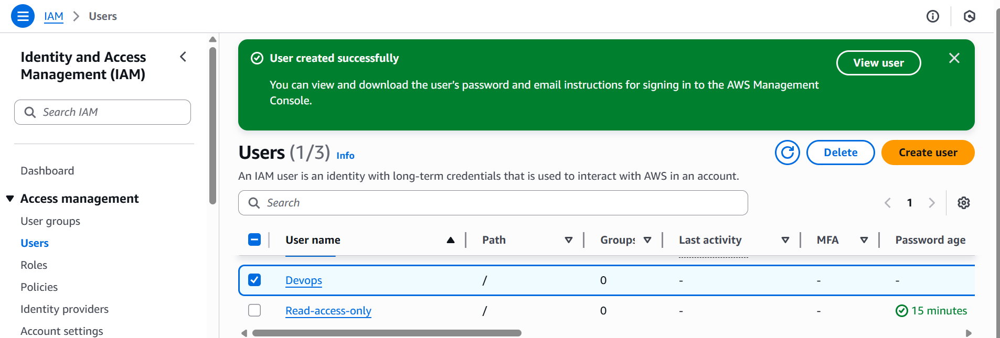 IAM > Users
Identity and Access
Management (IAM)
Search IAM
Dashboard
Access management
User groups
Users
Roles
Policies
Identity providers
Account settings
User created successfully
View user
You can view and download the user's password and email instructions for signing in to the AWS Management
Console.
Users (1/3) Info
Delete
Create user
An IAM user is an identity with long-term credentials that is used to interact with AWS in an account.
Search
1
User name Path Groups Last activity MFA Password age
Devops / 0 - - -
Read-access-only / 0 - - 15 minutes